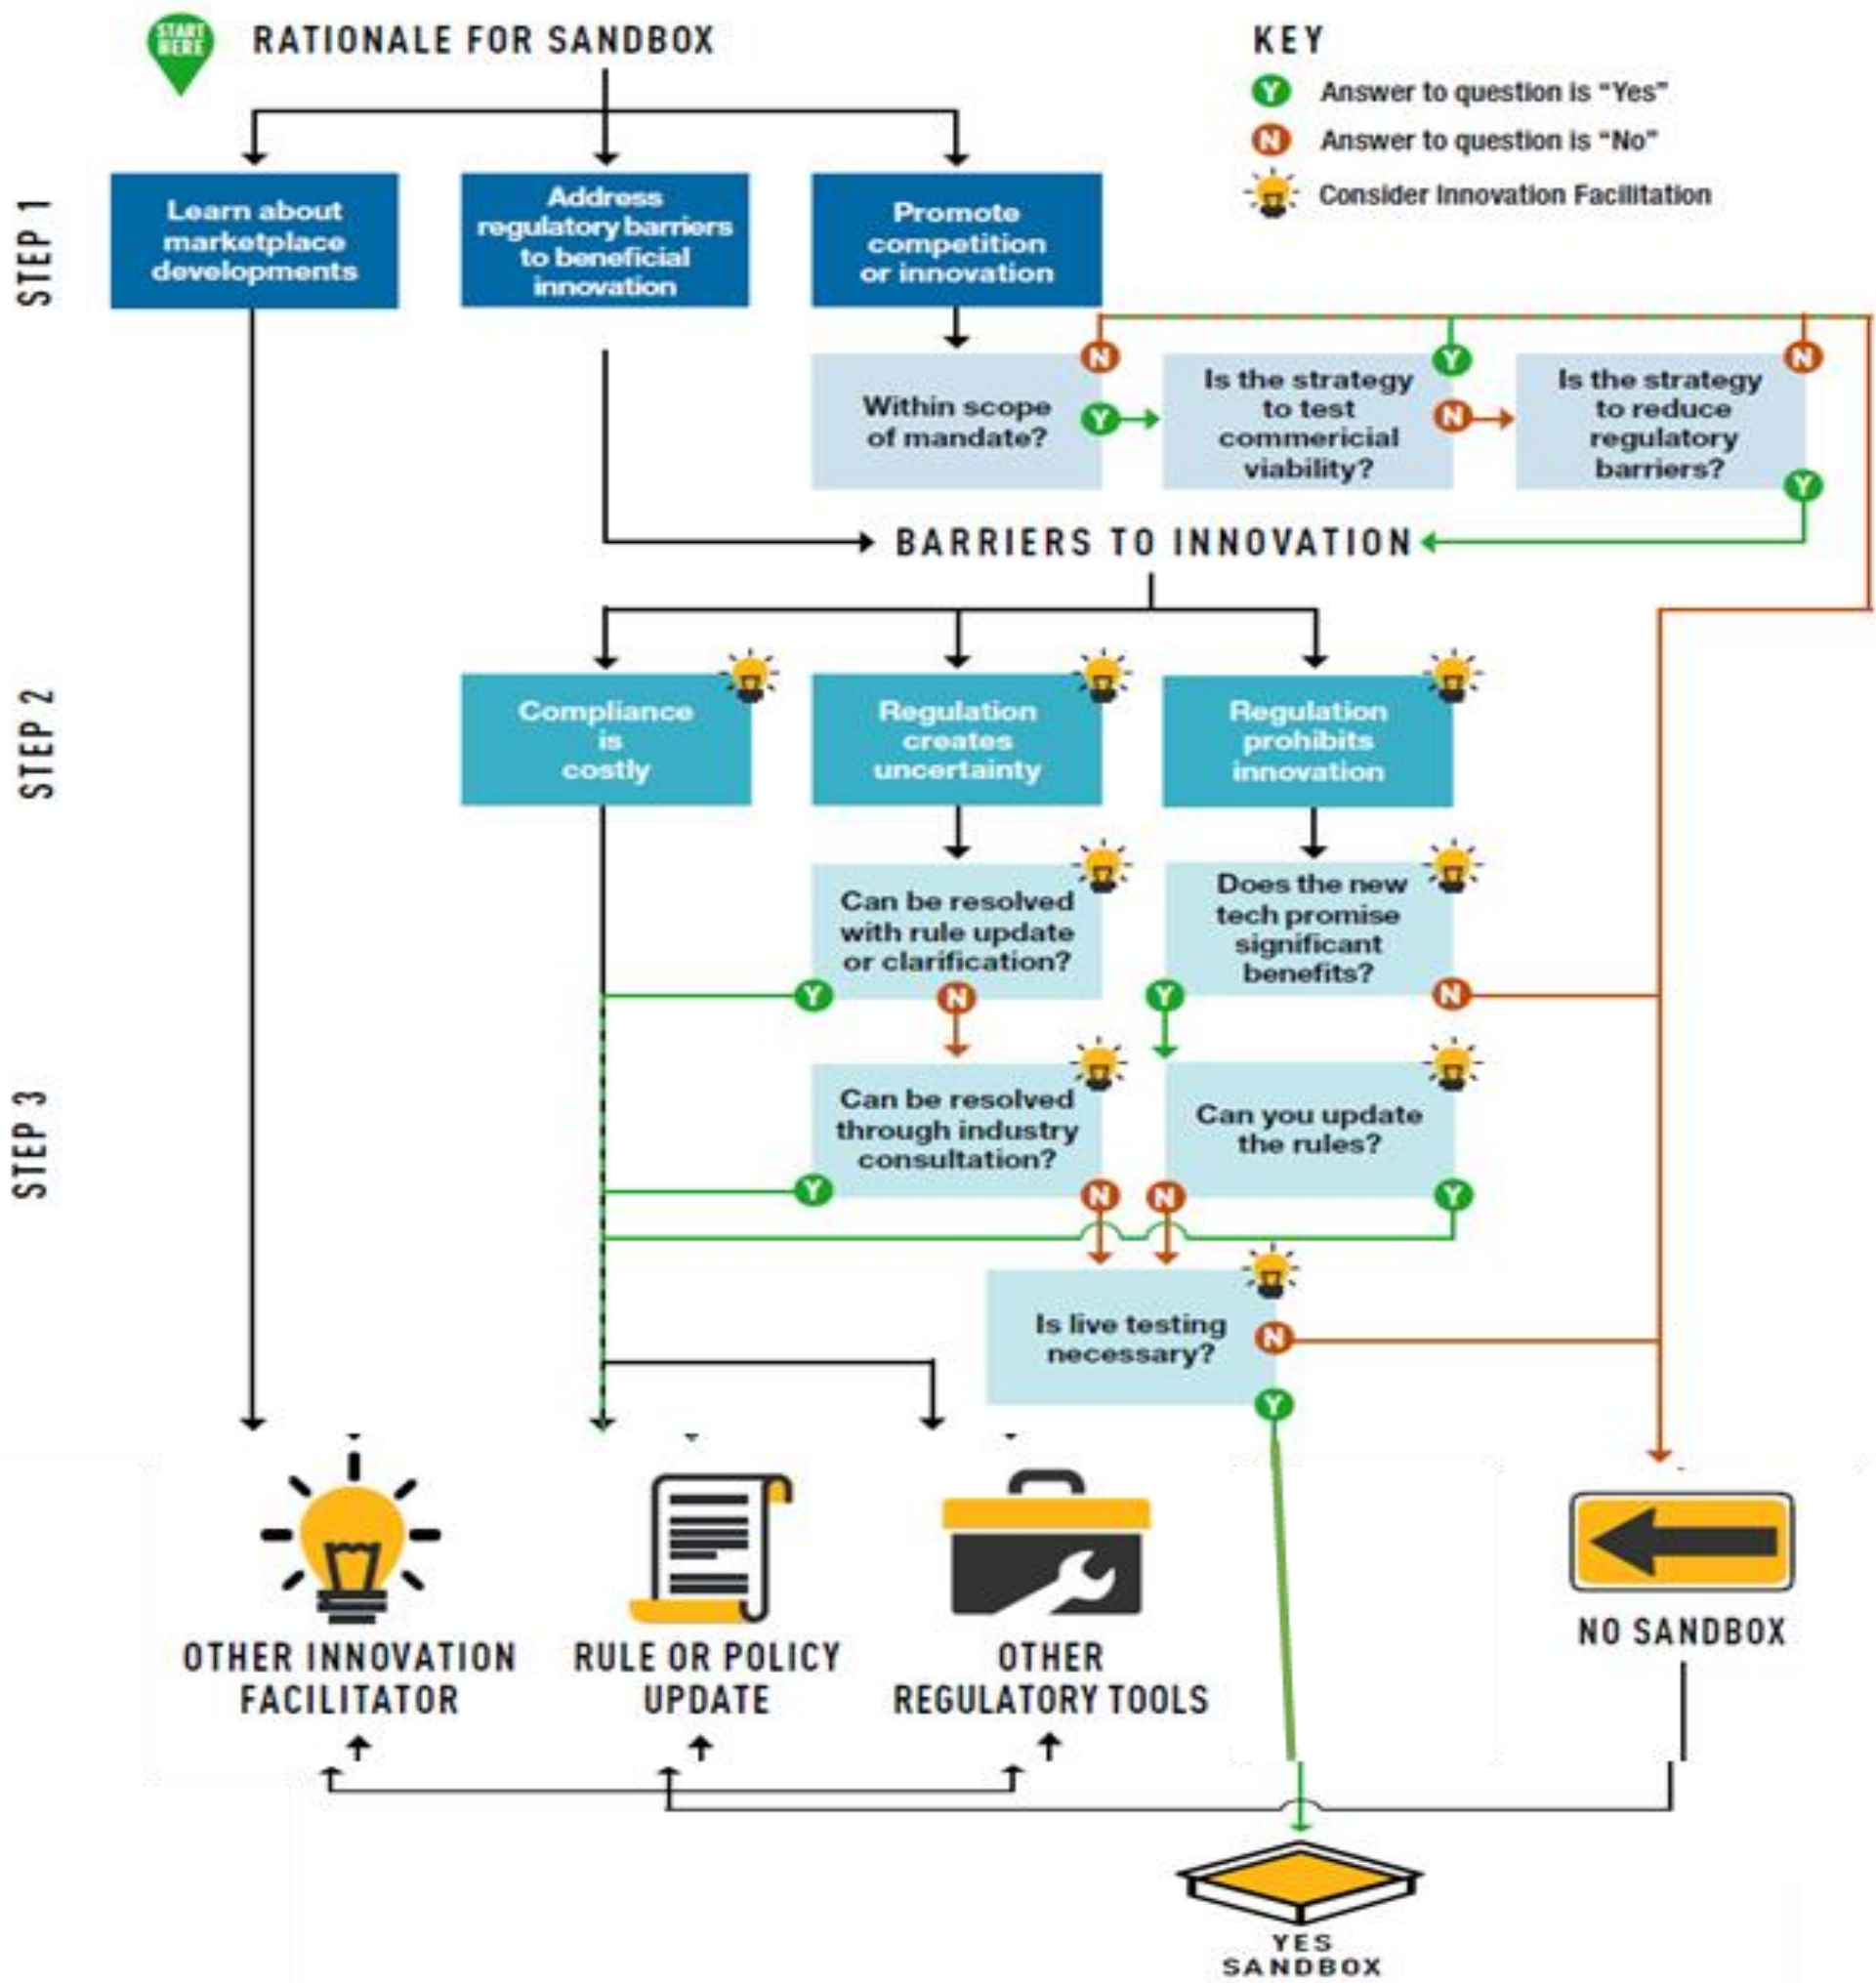 START
HERE
RATIONALE FOR SANDBOX
KEY
Y Answer to question is “Yes”
N Answer to question is “No”
Consider Innovation Facilitation
STEP 1
Learn about
marketplace
developments
Address
regulatory barriers
to beneficial
innovation
Promote
competition
or innovation
Within scope
of mandate?
N
Y
Is the strategy
to test
commericial
viability?
Y
N
Is the strategy
to reduce
regulatory
barriers?
N
Y
BARRIERS TO INNOVATION
STEP 2
Compliance
is
costly
Regulation
creates
uncertainty
Regulation
prohibits
innovation
STEP 3
Can be resolved
with rule update
or clarification?
Y
N
Does the new
tech promise
significant
benefits?
Y
N
Can be resolved
through industry
consultation?
Y
N
Can you update
the rules?
N
Y
Is live testing
necessary?
N
Y
OTHER INNOVATION
FACILITATOR
RULE OR POLICY
UPDATE
OTHER
REGULATORY TOOLS
NO SANDBOX
YES
SANDBOX